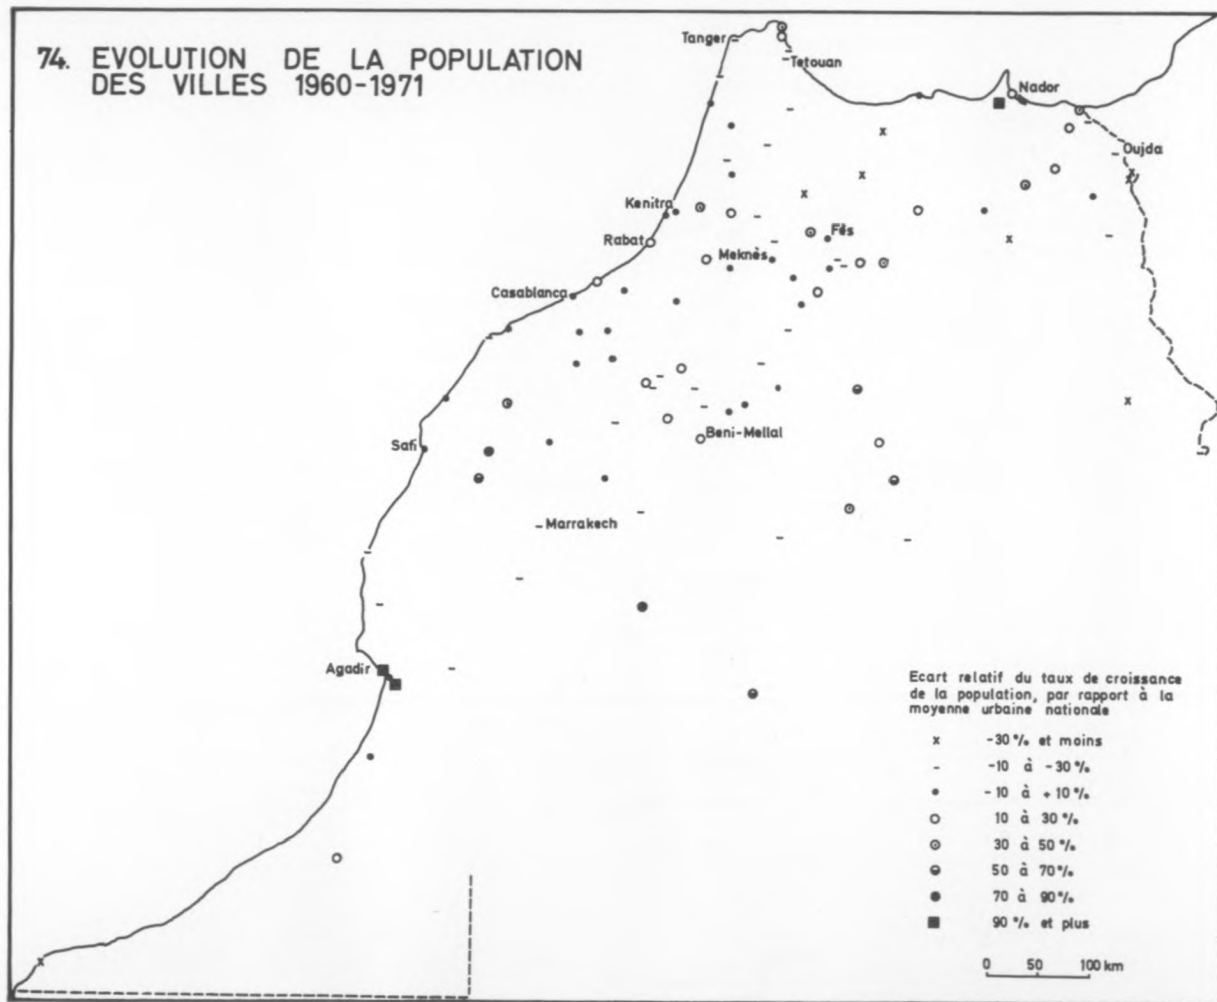 74. EVOLUTION DE LA POPULATION
DES VILLES 1960-1971
Tanger
Tetouan
Nador
Oujda
Kenitra
Rabat
Fès
Meknès
Casablanca
Safi
Beni-Mellal
Marrakech
Agadir
Ecart relatif du taux de croissance
de la population, par rapport à la
moyenne urbaine nationale
x -30% et moins
- -10 à -30%
-10 à +10%
10 à 30%
30 à 50%
50 à 70%
70 à 90%
90% et plus
0 50 100 km